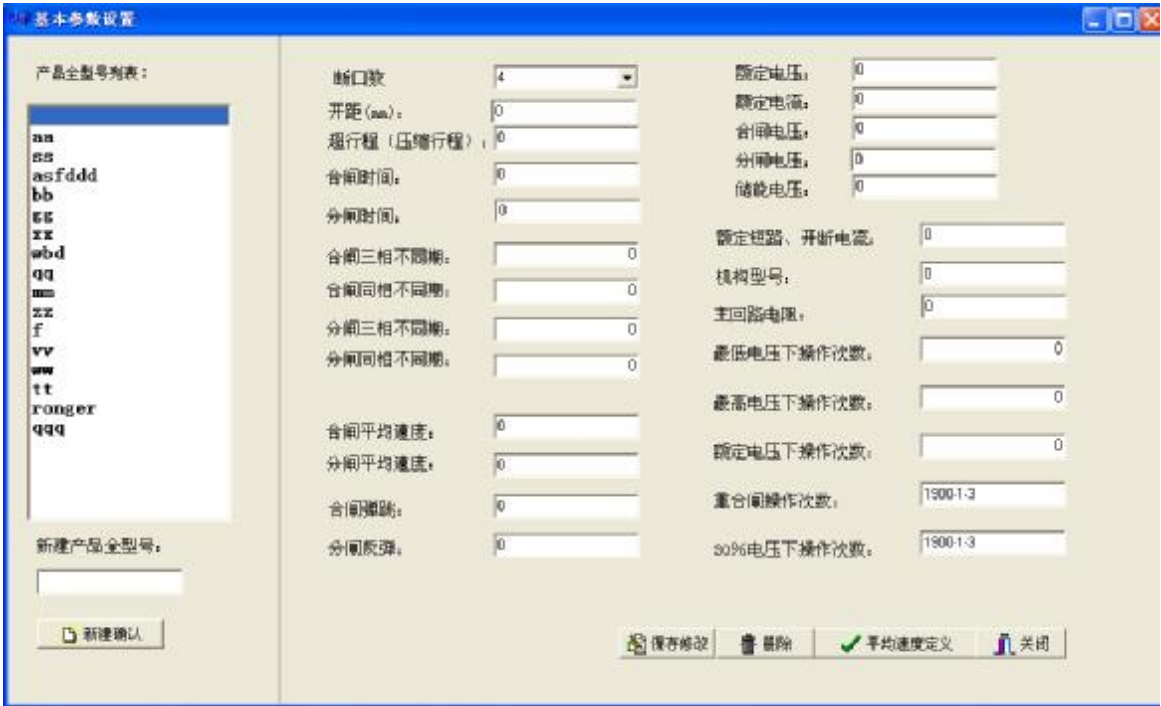 基本参数设置
产品全型号列表：
aa
ss
asfddd
bb
gg
xx
wbd
qq
mm
zz
f
vv
ww
tt
ronger
qqq
新建产品全型号：
新建确认
断口数 4
开距(mm)： 0
超行程（压缩行程）： 0
合闸时间： 0
分闸时间： 0
合闸三相不同期： 0
合闸同相不同期： 0
分闸三相不同期： 0
分闸同相不同期： 0
合闸平均速度： 0
分闸平均速度： 0
合闸弹跳： 0
分闸反弹： 0
额定电压： 0
额定电流： 0
合闸电压： 0
分闸电压： 0
储能电压： 0
额定短路、开断电流： 0
机构型号： 0
主回路电阻： 0
最低电压下操作次数： 0
最高电压下操作次数： 0
额定电压下操作次数： 0
重合闸操作次数： 1900-1-3
30%电压下操作次数： 1900-1-3
保存修改 删除 平均速度定义 关闭